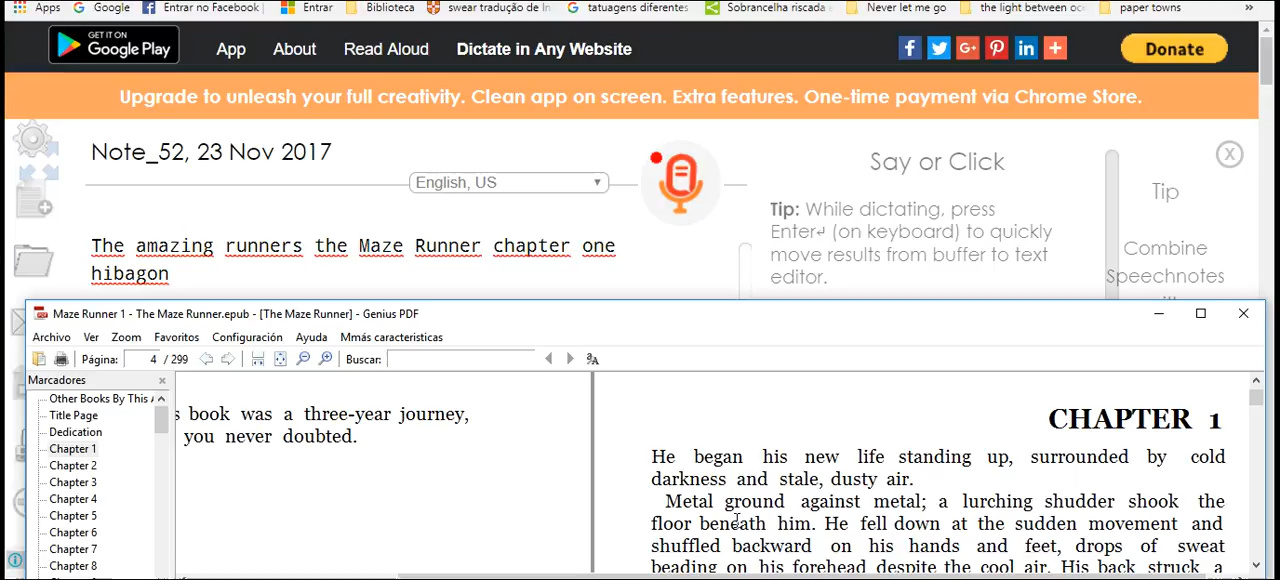 Apps Google Entrar no Facebook Entrar Biblioteca swear tradução de In tatuagens diferentes Sobrancelha riscada Never let me go the light between oc paper towns »
GET IT ON
Google Play
App About Read Aloud Dictate in Any Website
Donate
Upgrade to unleash your full creativity. Clean app on screen. Extra features. One-time payment via Chrome Store.
Note_52, 23 Nov 2017
English, US
The amazing runners the Maze Runner chapter one
hibagon
Say or Click
Tip: While dictating, press
Enter↵ (on keyboard) to quickly
move results from buffer to text
editor.
X
Tip
Combine
Speechnotes
Maze Runner 1 - The Maze Runner.epub - [The Maze Runner] - Genius PDF
Archivo Ver Zoom Favoritos Configuración Ayuda Mmás caracteristicas
Página: 4 / 299 Buscar:
Marcadores
Other Books By This A
Title Page
Dedication
Chapter 1
Chapter 2
Chapter 3
Chapter 4
Chapter 5
Chapter 6
Chapter 7
Chapter 8
s book was a three-year journey,
you never doubted.
CHAPTER 1
He began his new life standing up, surrounded by cold
darkness and stale, dusty air.
Metal ground against metal; a lurching shudder shook the
floor beneath him. He fell down at the sudden movement and
shuffled backward on his hands and feet, drops of sweat
beading on his forehead despite the cool air. His back struck a